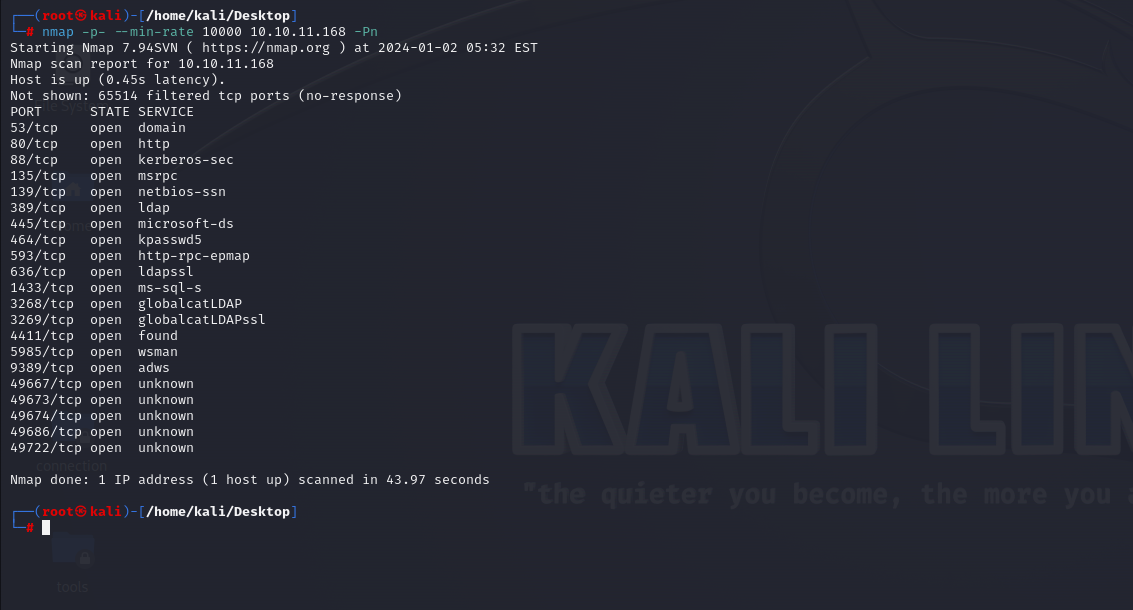 ┌──(root㉿kali)-[/home/kali/Desktop]
└─# nmap -p- --min-rate 10000 10.10.11.168 -Pn
Starting Nmap 7.94SVN ( https://nmap.org ) at 2024-01-02 05:32 EST
Nmap scan report for 10.10.11.168
Host is up (0.45s latency).
Not shown: 65514 filtered tcp ports (no-response)
PORT      STATE SERVICE
53/tcp    open  domain
80/tcp    open  http
88/tcp    open  kerberos-sec
135/tcp   open  msrpc
139/tcp   open  netbios-ssn
389/tcp   open  ldap
445/tcp   open  microsoft-ds
464/tcp   open  kpasswd5
593/tcp   open  http-rpc-epmap
636/tcp   open  ldapssl
1433/tcp  open  ms-sql-s
3268/tcp  open  globalcatLDAP
3269/tcp  open  globalcatLDAPssl
4411/tcp  open  found
5985/tcp  open  wsman
9389/tcp  open  adws
49667/tcp open  unknown
49673/tcp open  unknown
49674/tcp open  unknown
49686/tcp open  unknown
49722/tcp open  unknown
connection
Nmap done: 1 IP address (1 host up) scanned in 43.97 seconds
┌──(root㉿kali)-[/home/kali/Desktop]
└─#
tools
KALI LIN
"the quieter you become, the more you a